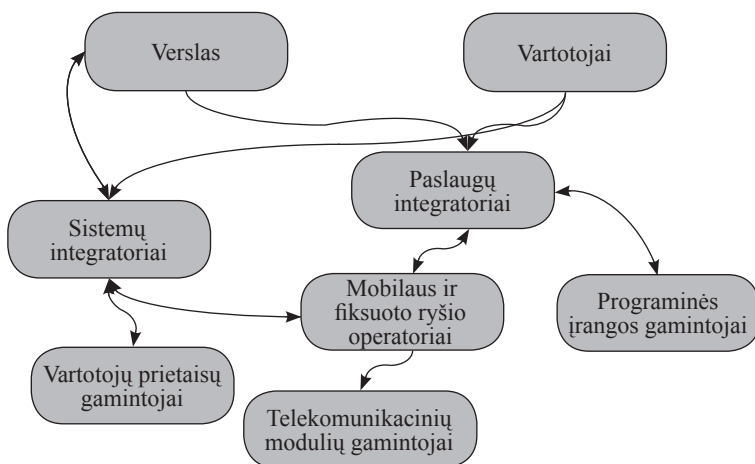 Verslas
Vartotojai
Paslaugų
integratoriai
Sistemų
integratoriai
Mobilaus ir
fiksuoto ryšio
operatoriai
Programinės
įrangos gamintojai
Vartotojų prietaisų
gamintojai
Telekomunikacinių
modulių gamintojai